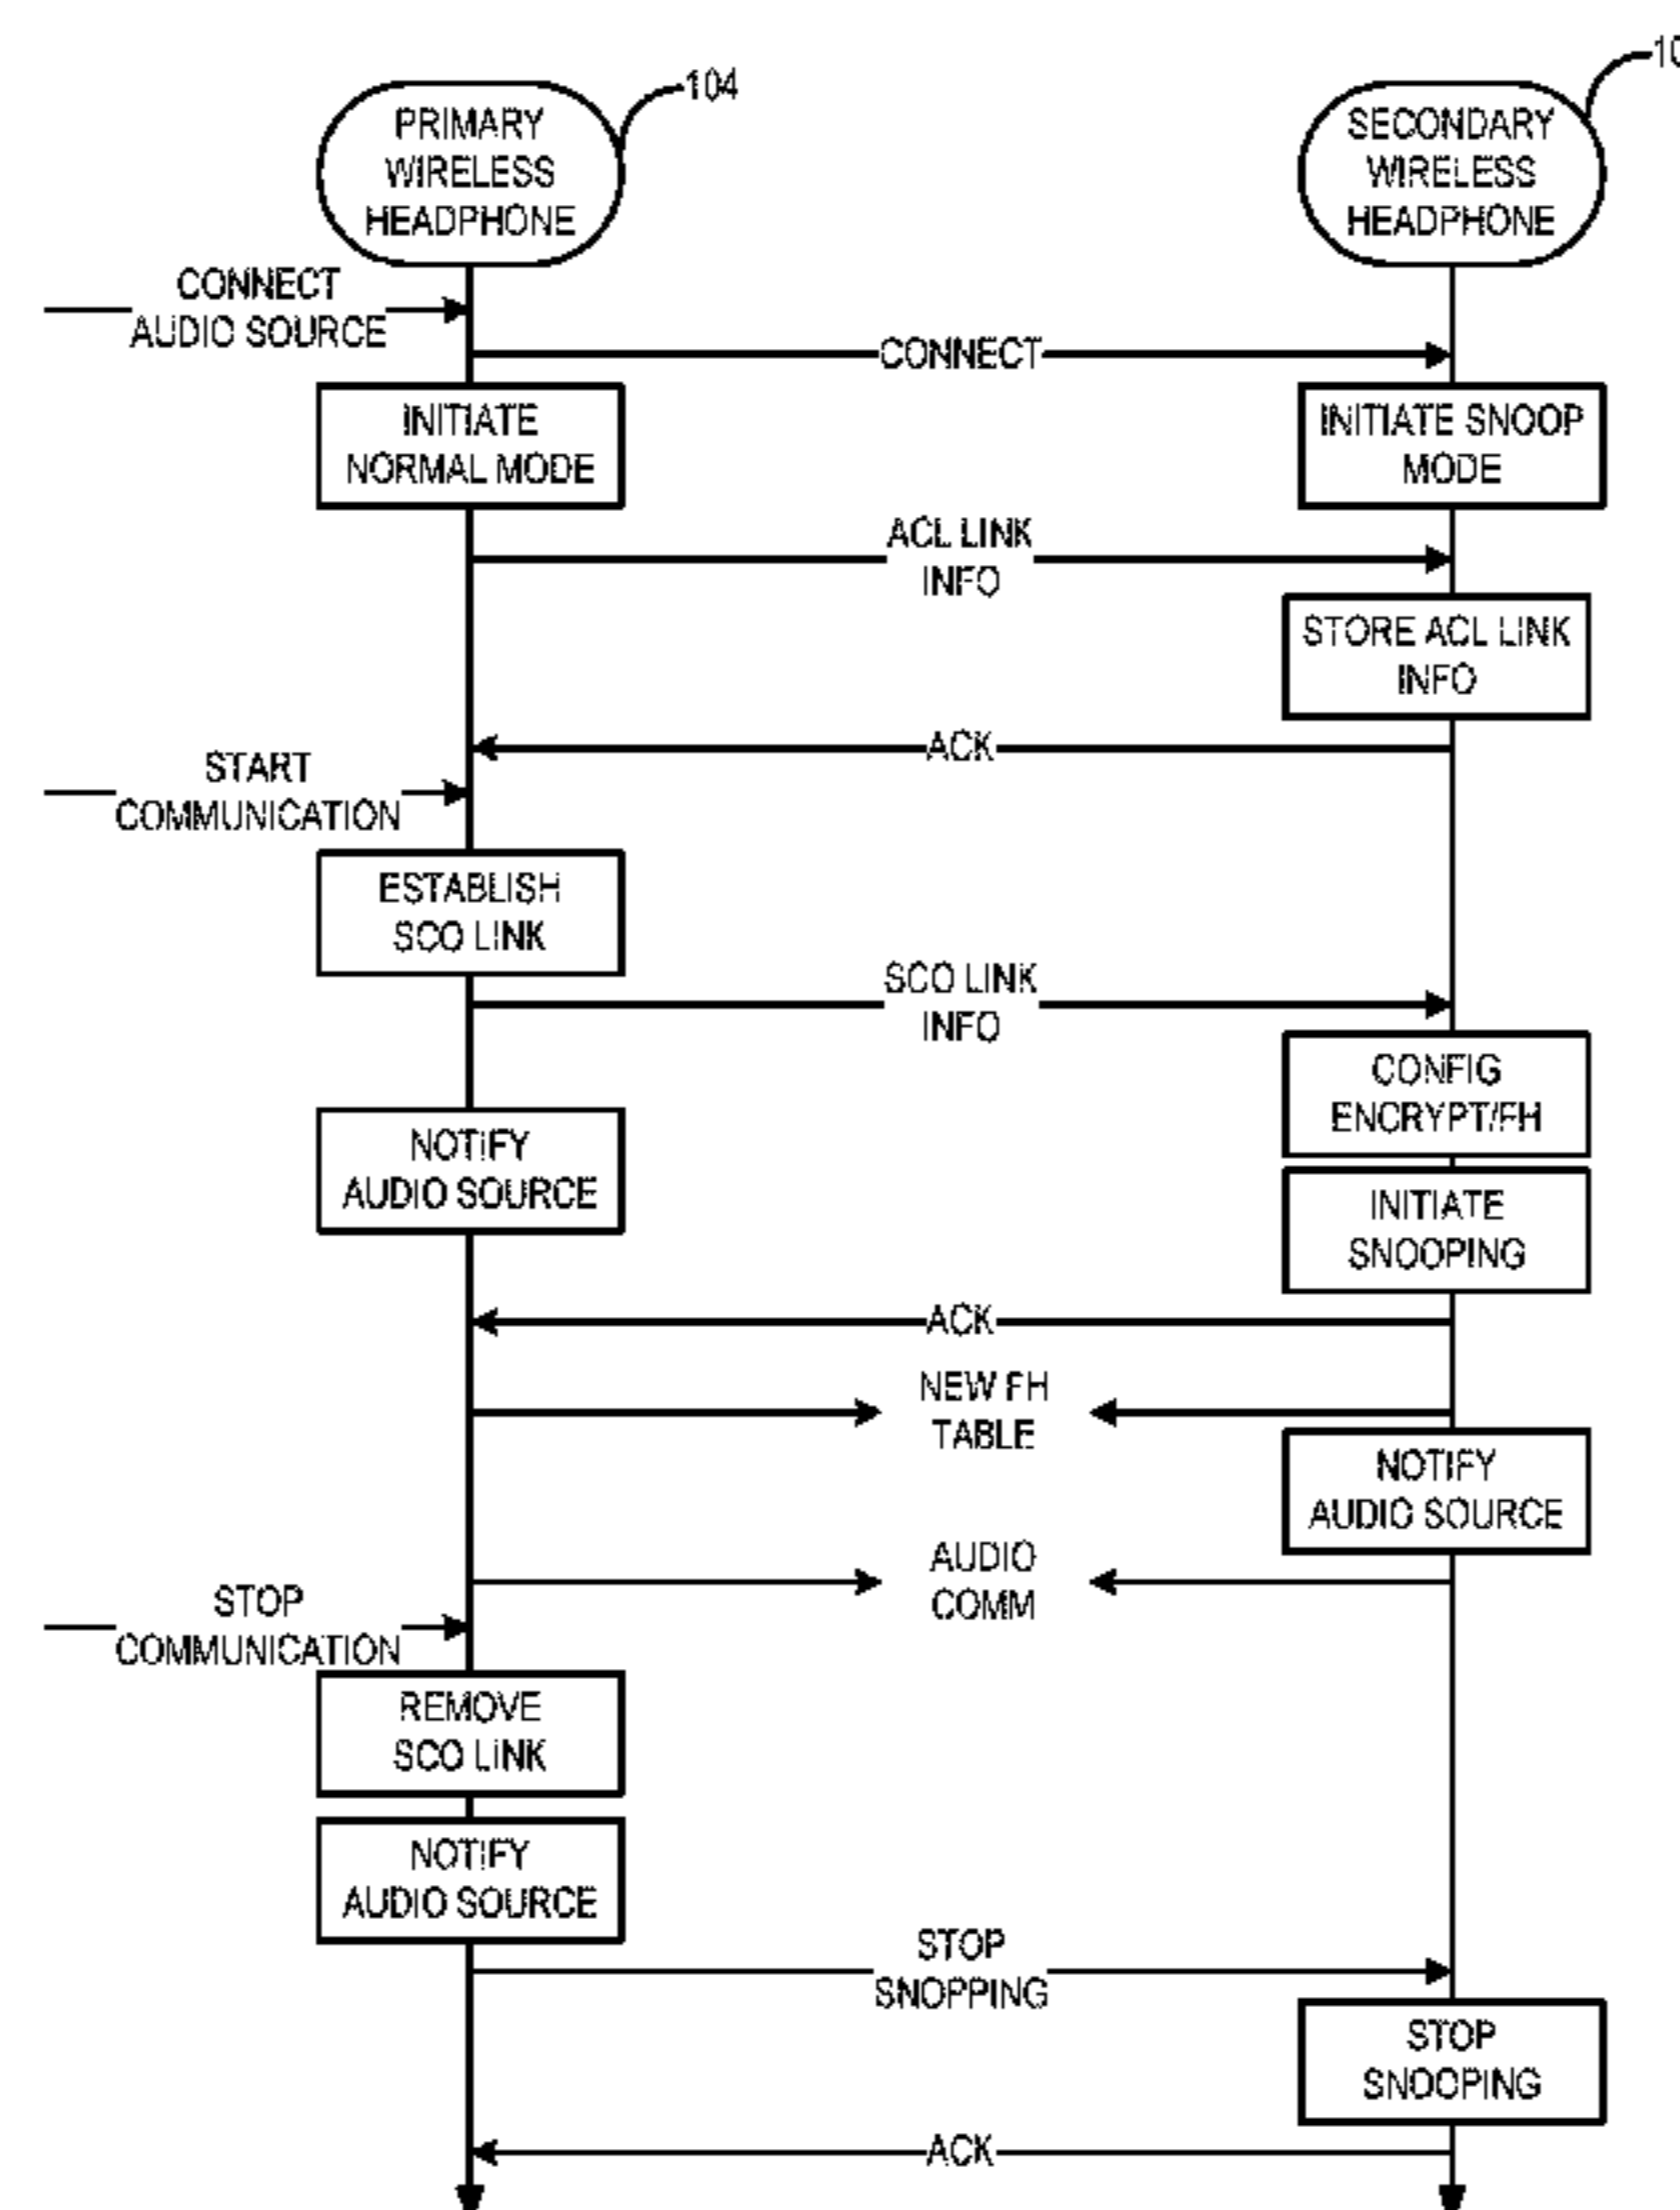 104
PRIMARY
WIRELESS
HEADPHONE
SECONDARY
WIRELESS
HEADPHONE
CONNECT
AUDIO SOURCE
CONNECT
INITIATE
NORMAL MODE
INITIATE SNOOP
MODE
ACL LINK
INFO
STORE ACL LINK
INFO
ACK
START
COMMUNICATION
ESTABLISH
SCO LINK
SCO LINK
INFO
CONFIG
ENCRYPT/FH
NOTIFY
AUDIO SOURCE
INITIATE
SNOOPING
ACK
NEW FH
TABLE
NOTIFY
AUDIO SOURCE
AUDIO
COMM
STOP
COMMUNICATION
REMOVE
SCO LINK
NOTIFY
AUDIO SOURCE
STOP
SNOPPING
STOP
SNOOPING
ACK